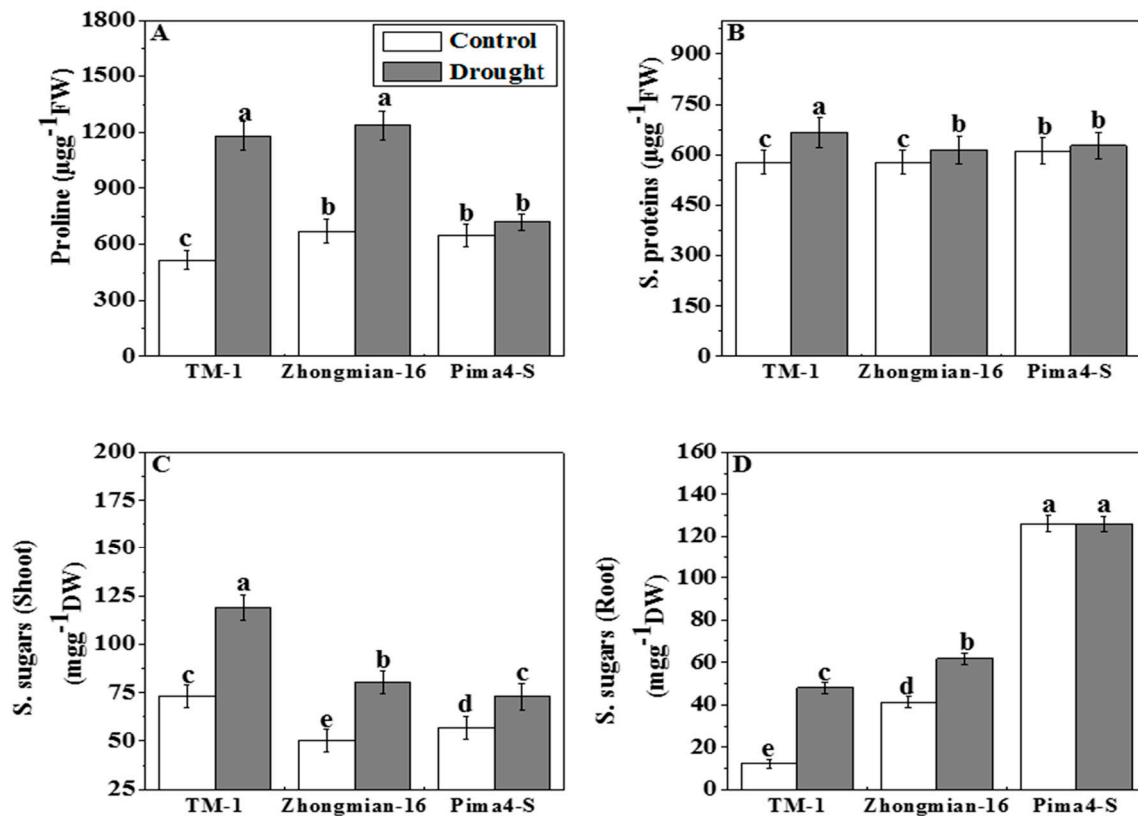 A
Proline (µgg⁻¹FW)
1800
1500
1200
900
600
300
0
Control
Drought
c
a
b
a
b
b
TM-1
Zhongmian-16
Pima4-S
B
S. proteins (µgg⁻¹FW)
900
750
600
450
300
150
0
c
a
c
b
b
b
TM-1
Zhongmian-16
Pima4-S
C
S. sugars (Shoot)
(mgg⁻¹DW)
200
175
150
125
100
75
50
25
c
a
e
b
d
c
TM-1
Zhongmian-16
Pima4-S
D
S. sugars (Root)
(mgg⁻¹DW)
160
140
120
100
80
60
40
20
0
e
c
d
b
a
a
TM-1
Zhongmian-16
Pima4-S